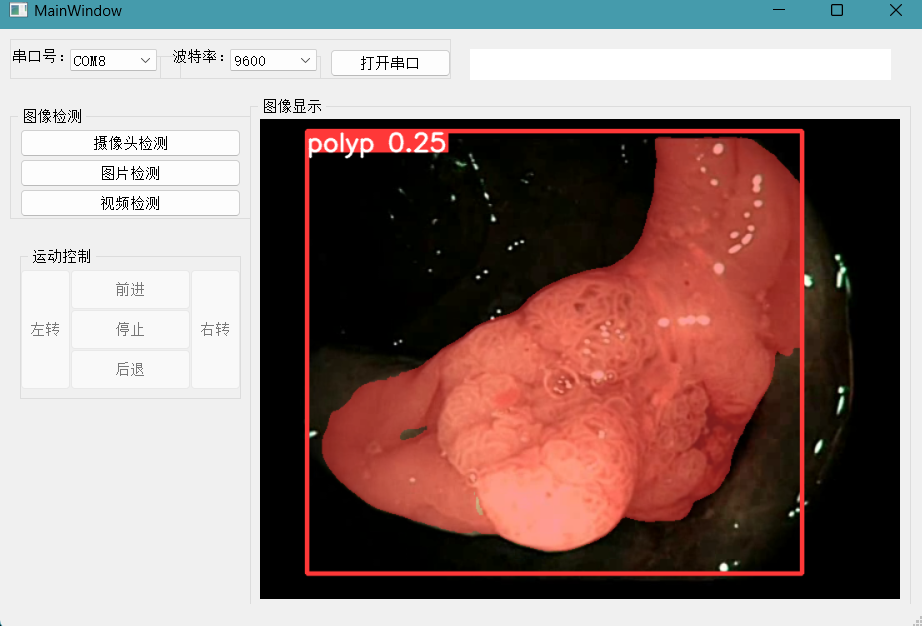 MainWindow
串口号： COM8 波特率： 9600 打开串口
图像检测
摄像头检测
图片检测
视频检测
运动控制
前进
左转 停止 右转
后退
图像显示
polyp 0.25